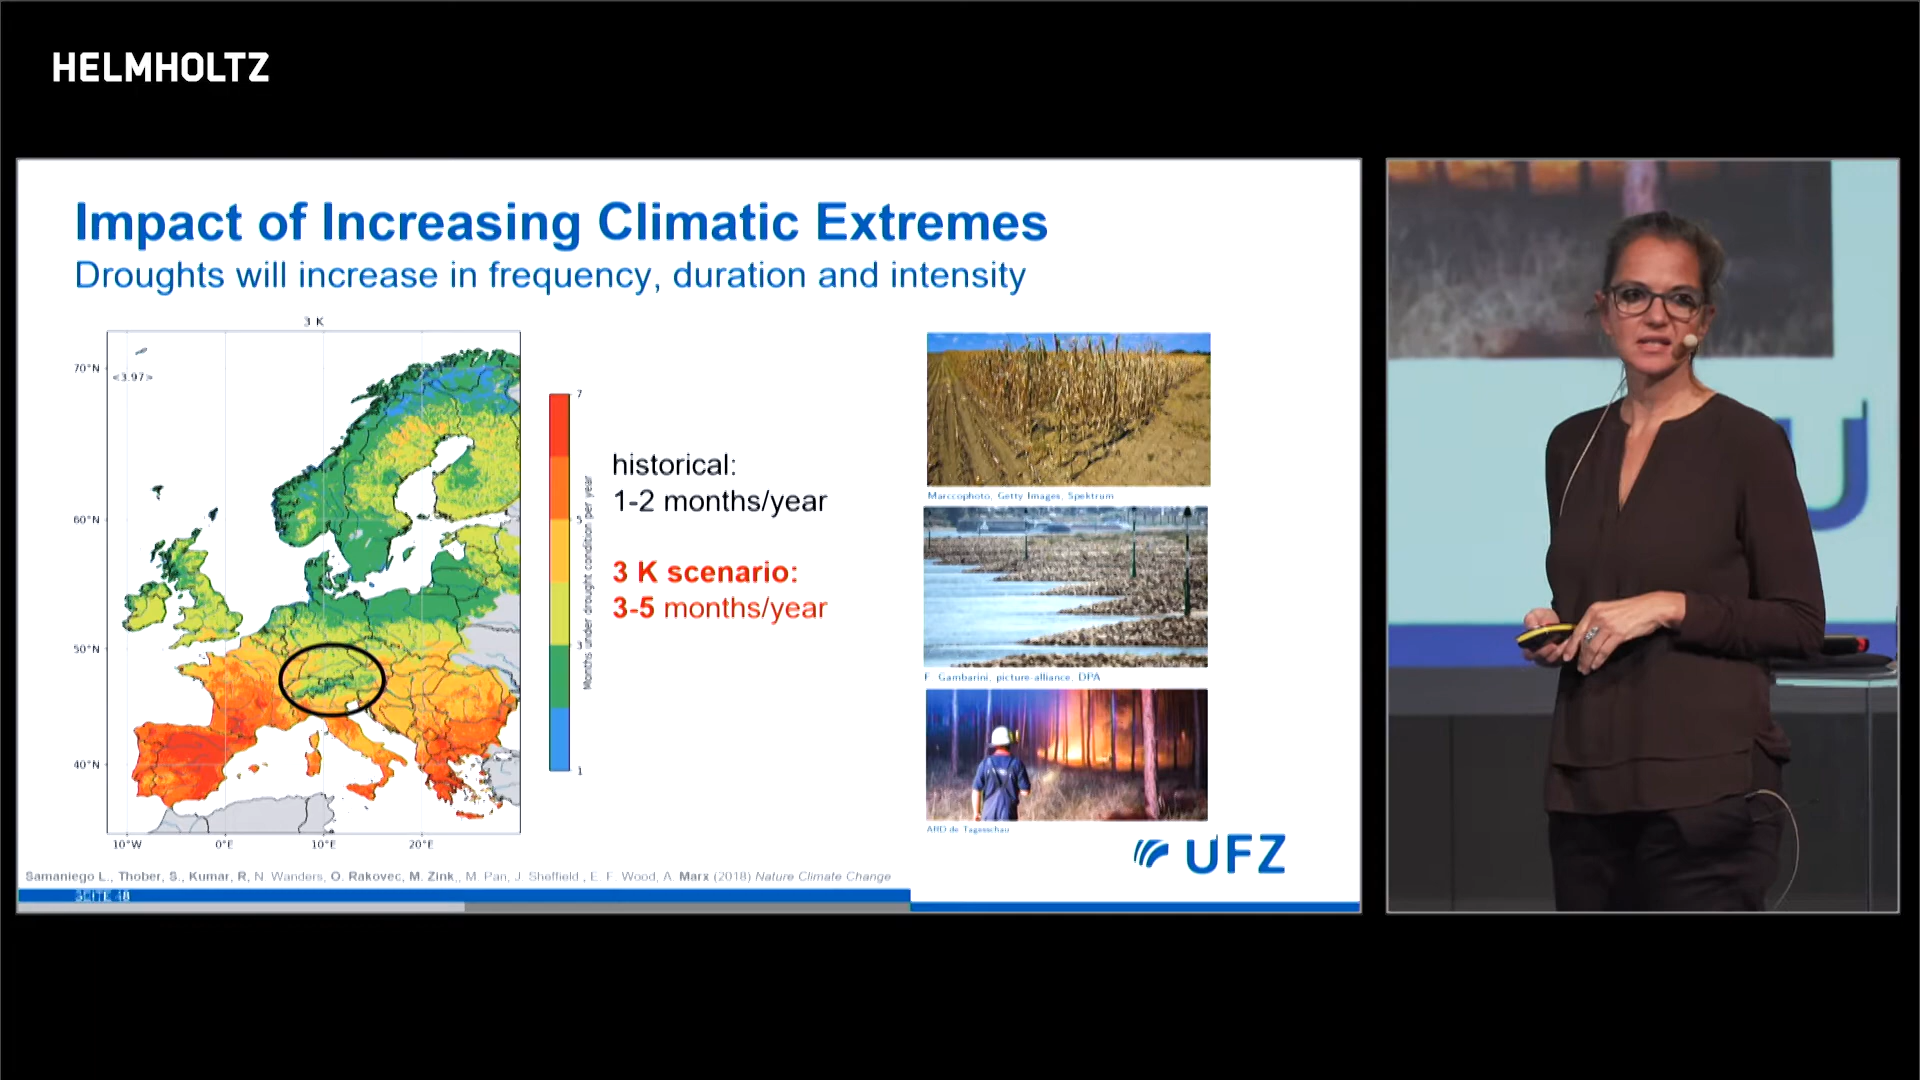 HELMHOLTZ
Impact of Increasing Climatic Extremes
Droughts will increase in frequency, duration and intensity
3 K
70°N
<3.97>
60°N
50°N
40°N
10°W
0°E
10°E
20°E
7
5
3
1
Months under drought condition per year
historical:
1-2 months/year
3 K scenario:
3-5 months/year
Marccophoto, Getty Images, Spektrum
F. Gambarini, picture-alliance, DPA
ARD.de Tagesschau
UFZ
Samaniego L., Thober, S., Kumar, R, N. Wanders, O. Rakovec, M. Zink,, M. Pan, J. Sheffield , E. F. Wood, A. Marx (2018) Nature Climate Change
SEITE 48
U